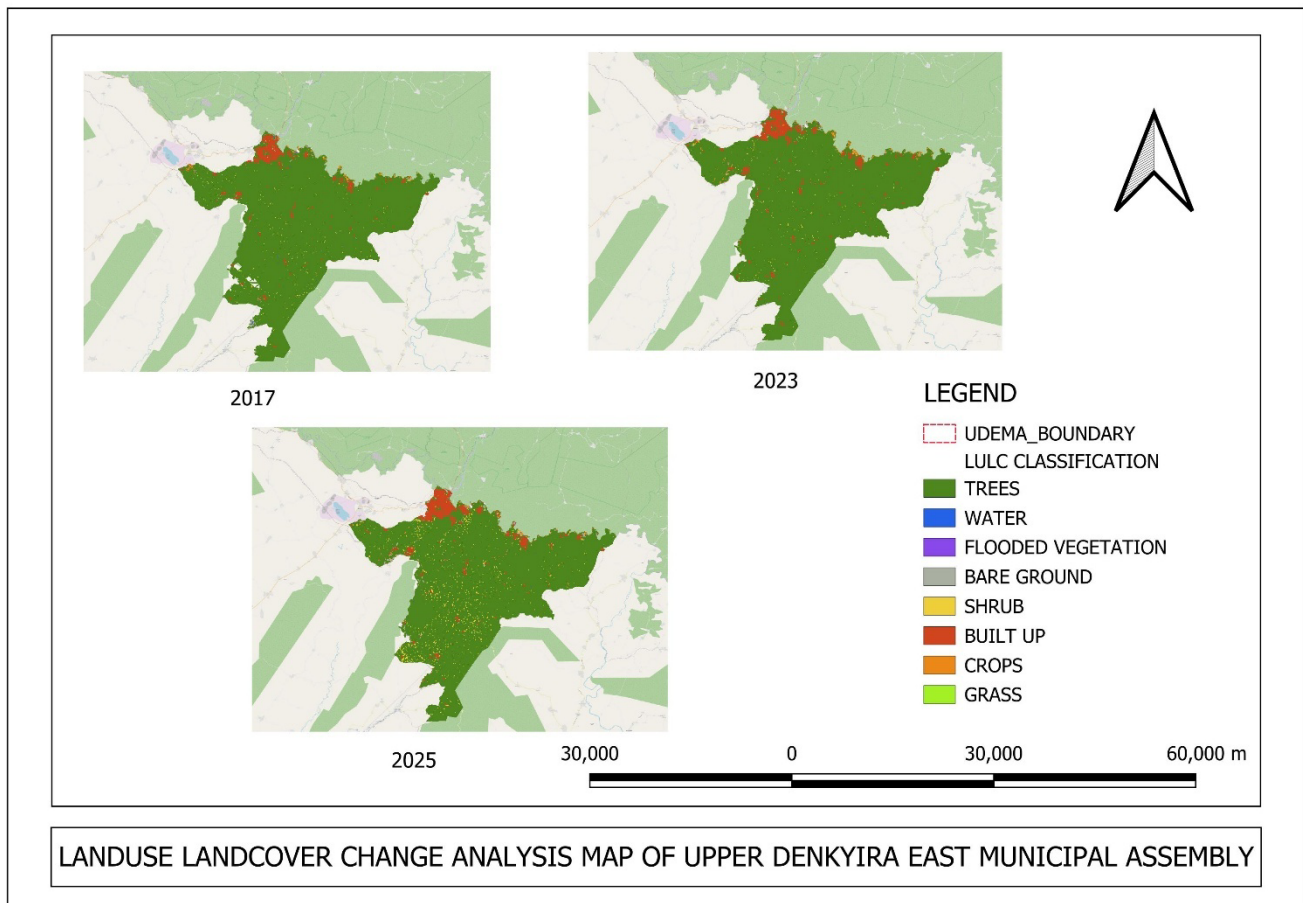 2017
2023
2025
LEGEND
UDEMA_BOUNDARY
LULC CLASSIFICATION
TREES
WATER
FLOODED VEGETATION
BARE GROUND
SHRUB
BUILT UP
CROPS
GRASS
30,000 0 30,000 60,000 m
LANDUSE LANDCOVER CHANGE ANALYSIS MAP OF UPPER DENKYIRA EAST MUNICIPAL ASSEMBLY